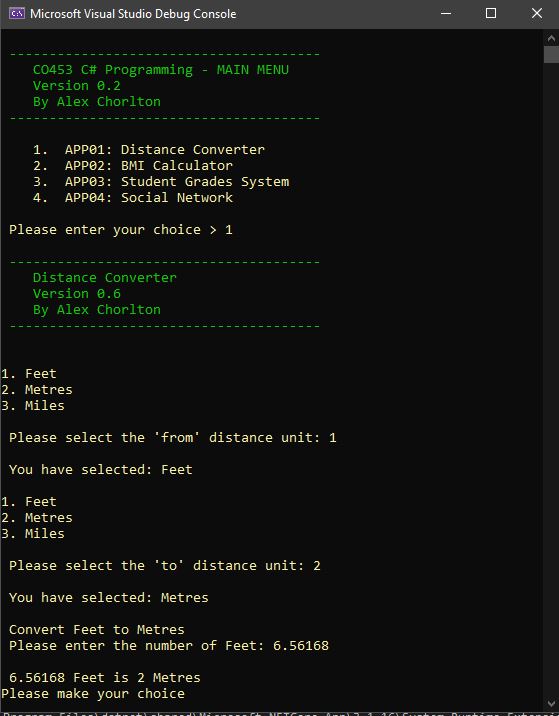 Microsoft Visual Studio Debug Console
---------------------------------------
CO453 C# Programming - MAIN MENU
Version 0.2
By Alex Chorlton
---------------------------------------
1. APP01: Distance Converter
2. APP02: BMI Calculator
3. APP03: Student Grades System
4. APP04: Social Network
Please enter your choice > 1
---------------------------------------
Distance Converter
Version 0.6
By Alex Chorlton
---------------------------------------
1. Feet
2. Metres
3. Miles
Please select the 'from' distance unit: 1
You have selected: Feet
1. Feet
2. Metres
3. Miles
Please select the 'to' distance unit: 2
You have selected: Metres
Convert Feet to Metres
Please enter the number of Feet: 6.56168
6.56168 Feet is 2 Metres
Please make your choice